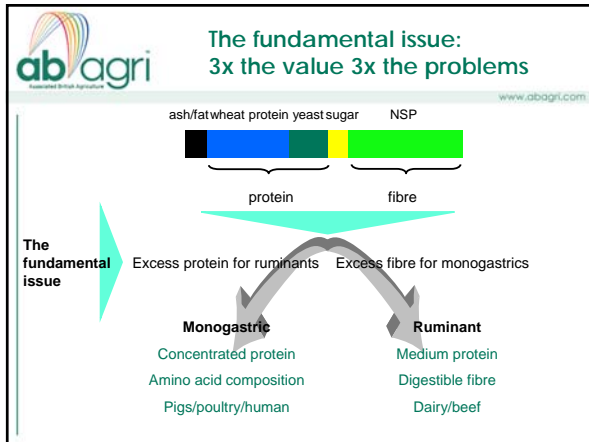 ab agri
Associated British Agriculture
The fundamental issue:
3x the value 3x the problems
www.abagri.com
ash/fat wheat protein yeast sugar NSP
protein fibre
The
fundamental
issue
Excess protein for ruminants Excess fibre for monogastrics
Monogastric Ruminant
Concentrated protein Medium protein
Amino acid composition Digestible fibre
Pigs/poultry/human Dairy/beef